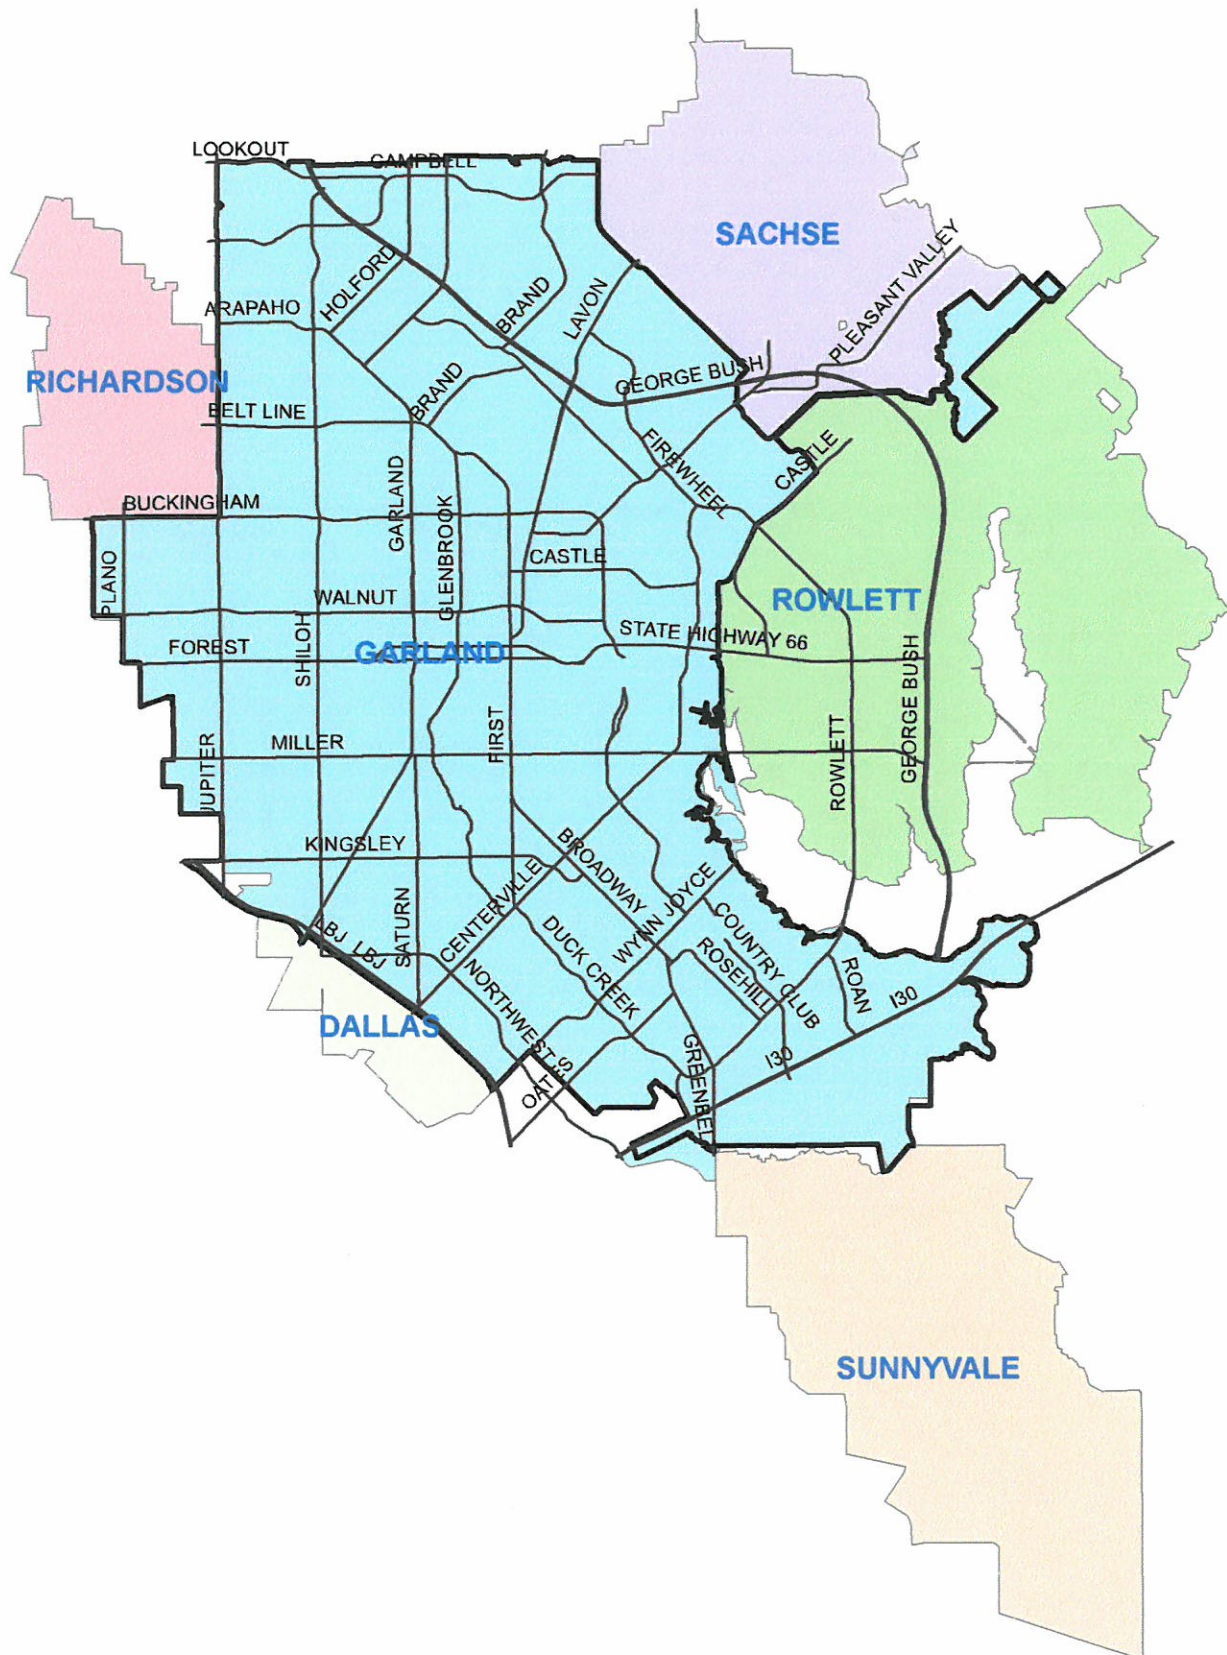 LOOKOUT
CAMPBELL
SACHSE
PLEASANT VALLEY
HOLFORD
BRAND
LAVON
ARAPAHO
RICHARDSON
GEORGE BUSH
BRAND
BELT LINE
FIREWHEEL
CASTLE
GARLAND
BUCKINGHAM
GLENBROOK
CASTLE
PLANO
WALNUT
ROWLETT
STATE HIGHWAY 66
FOREST
SHILOH
GARLAND
GEORGE BUSH
FIRST
MILLER
JUPITER
ROWLETT
KINGSLEY
BROADWAY
CENTERVILLE
WYNN JOYCE
SATURN
LBJ
LBJ
DUCK CREEK
COUNTRY CLUB
ROSEHILL
ROAN
NORTHWEST
I30
DALLAS
I30
OATES
GREENBEL
SUNNYVALE